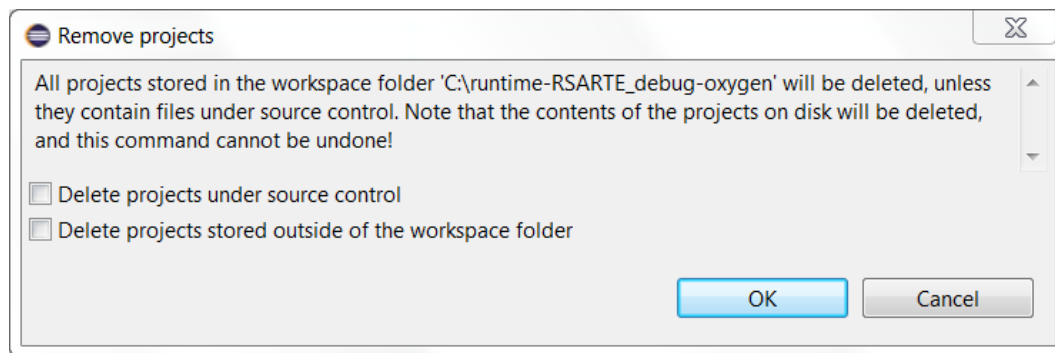 Remove projects
All projects stored in the workspace folder 'C:\runtime-RSARTE_debug-oxygen' will be deleted, unless
they contain files under source control. Note that the contents of the projects on disk will be deleted,
and this command cannot be undone!
Delete projects under source control
Delete projects stored outside of the workspace folder
OK Cancel